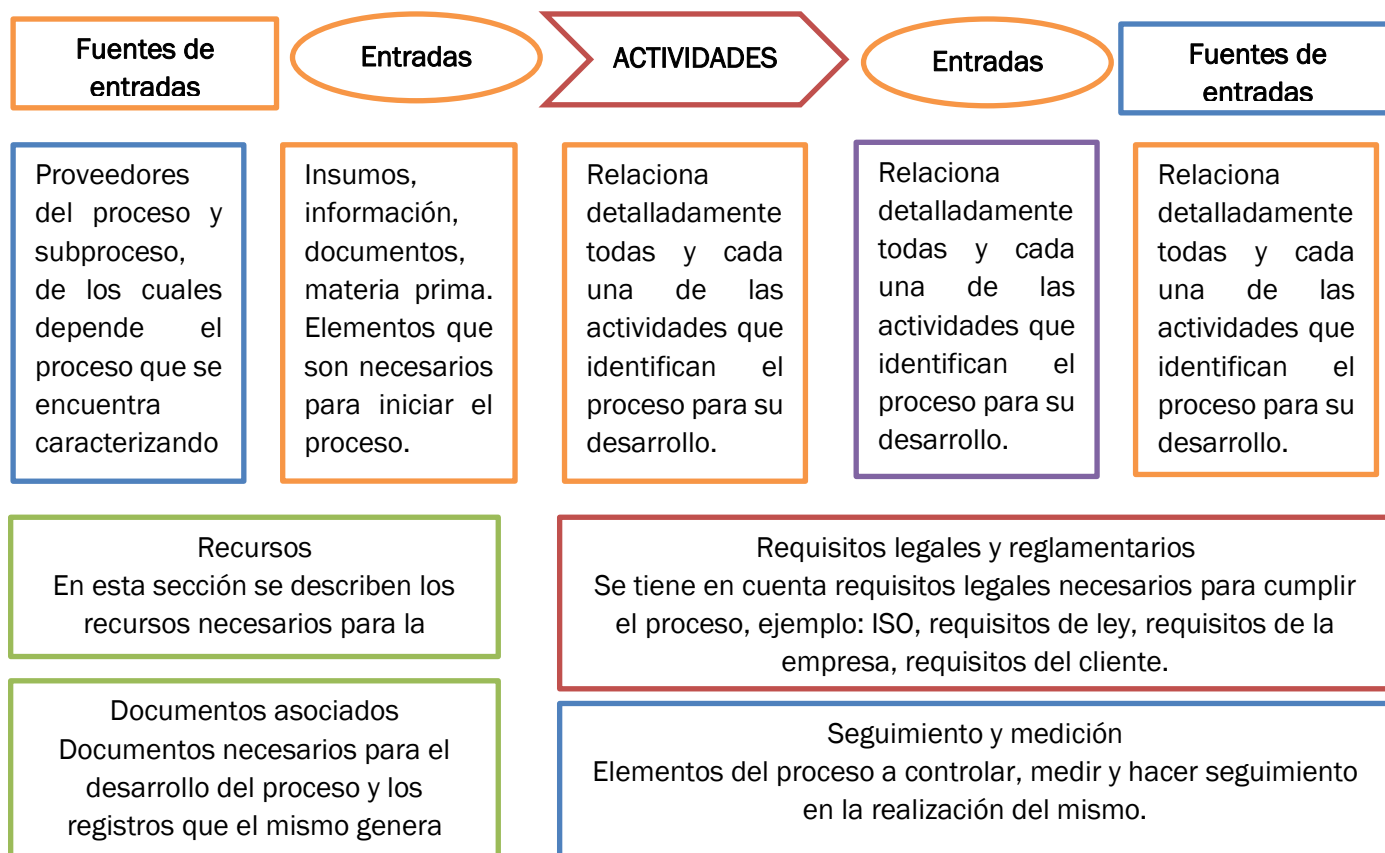 Fuentes de
entradas
Entradas
ACTIVIDADES
Entradas
Fuentes de
entradas
Proveedores
del proceso y
subproceso,
de los cuales
depende el
proceso que se
encuentra
caracterizando
Insumos,
información,
documentos,
materia prima.
Elementos que
son necesarios
para iniciar el
proceso.
Relaciona
detalladamente
todas y cada
una de las
actividades que
identifican el
proceso para su
desarrollo.
Relaciona
detalladamente
todas y cada
una de las
actividades que
identifican el
proceso para su
desarrollo.
Relaciona
detalladamente
todas y cada
una de las
actividades que
identifican el
proceso para su
desarrollo.
Recursos
En esta sección se describen los
recursos necesarios para la
Requisitos legales y reglamentarios
Se tiene en cuenta requisitos legales necesarios para cumplir
el proceso, ejemplo: ISO, requisitos de ley, requisitos de la
empresa, requisitos del cliente.
Documentos asociados
Documentos necesarios para el
desarrollo del proceso y los
registros que el mismo genera
Seguimiento y medición
Elementos del proceso a controlar, medir y hacer seguimiento
en la realización del mismo.